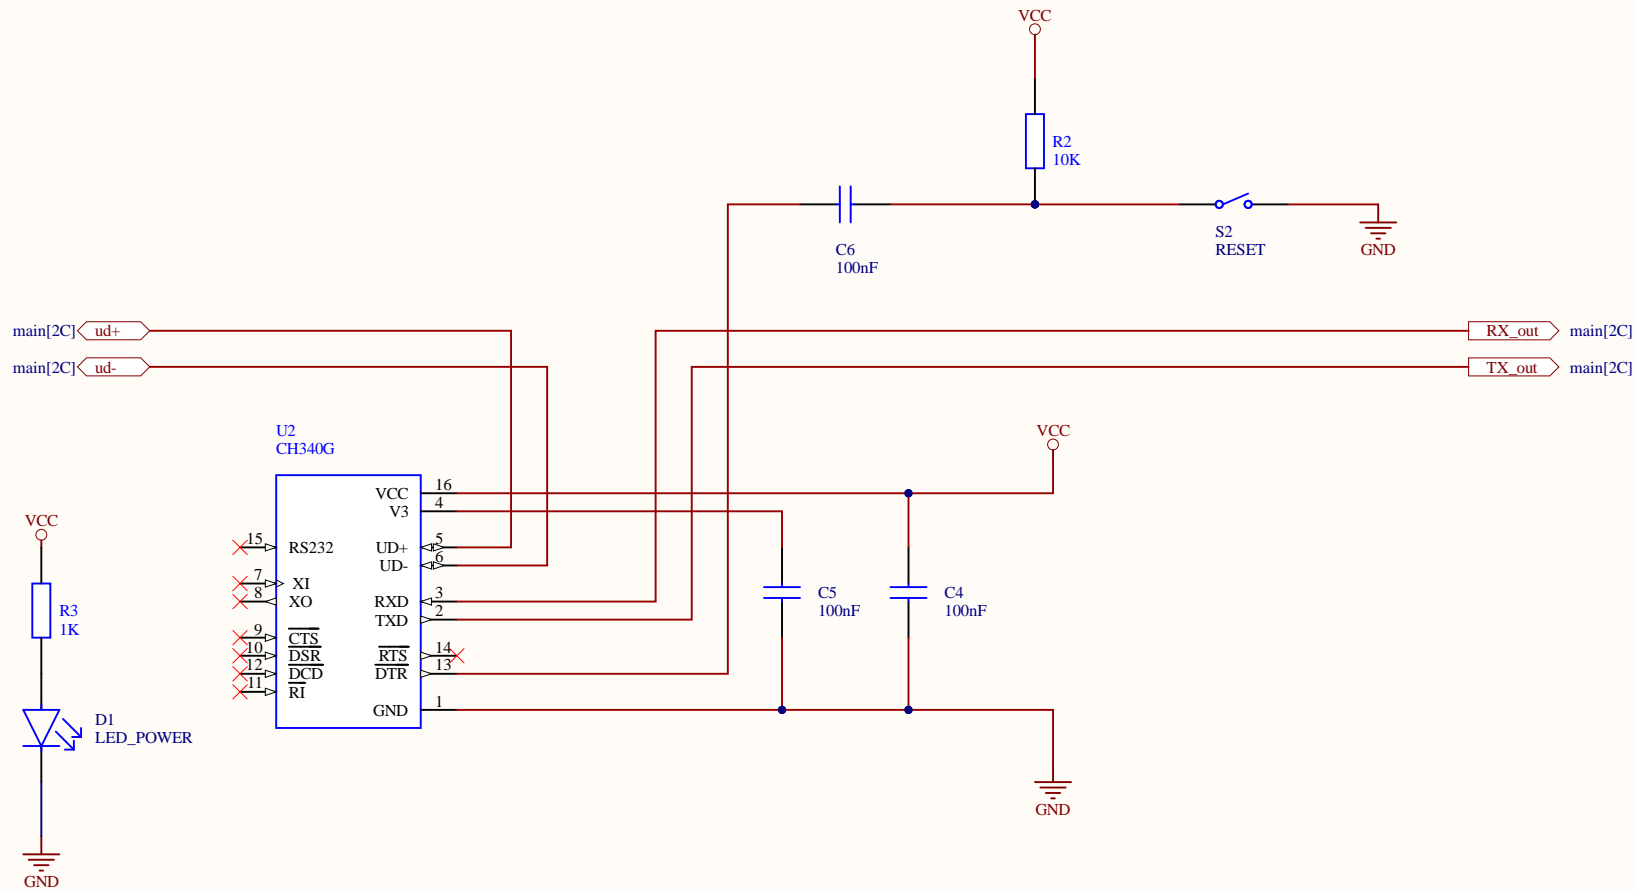 VCC
R2
10K
C6
100nF
S2
RESET
GND
main[2C] ud+
RX_out main[2C]
main[2C] ud-
TX_out main[2C]
U2
CH340G
VCC
VCC 16
V3 4
15 RS232
UD+ 5
UD- 6
7 XI
8 XO
RXD 3
TXD 2
9 CTS
10 DSR
12 DCD
11 RI
RTS 14
DTR 13
GND 1
C5
100nF
C4
100nF
GND
VCC
R3
1K
D1
LED_POWER
GND